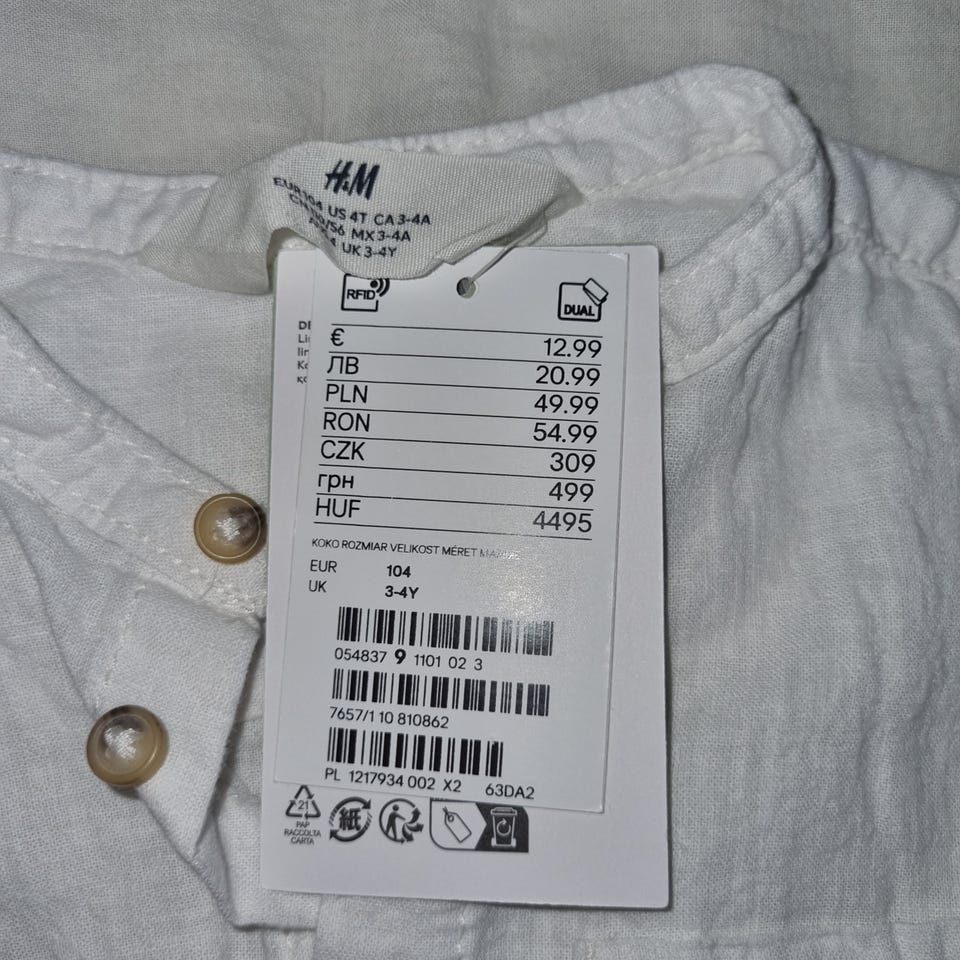 H&M
EUR 104 US 4T CA 3-4A
/56 MX 3-4A
UK 3-4Y
RFID
DUAL
€ 12.99
ЛВ 20.99
PLN 49.99
RON 54.99
CZK 309
грн 499
HUF 4495
KOKO ROZMIAR VELIKOST MÉRET
EUR 104
UK 3-4Y
054837 9 1101 02 3
7657/1 10 810862
PL 1217934 002 X2 63DA2
21
PAP
RACCOLTA
CARTA
紙